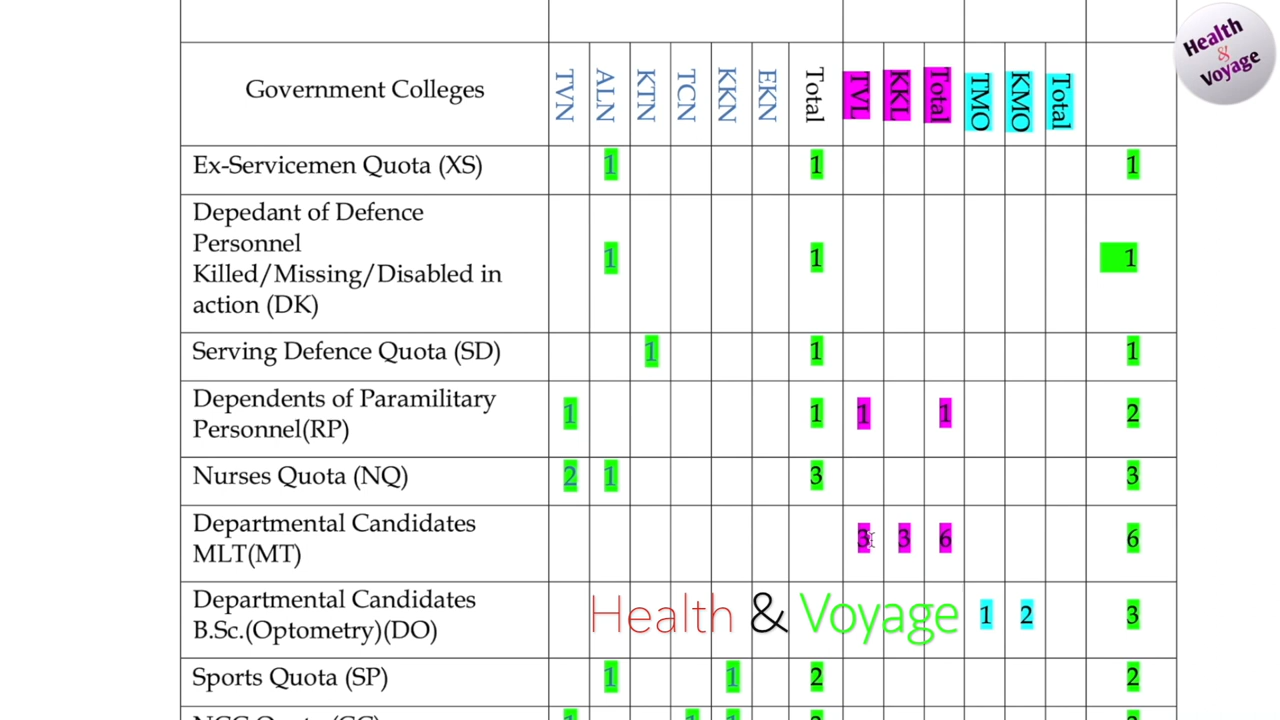 Health
&
Voyage
Government Colleges TVN ALN KTN TCN KKN EKN Total TVL KKL Total TMO KMO Total
Ex-Servicemen Quota (XS) 1 1 1
Depedant of Defence
Personnel
Killed/Missing/Disabled in 1 1 1
action (DK)
Serving Defence Quota (SD) 1 1 1
Dependents of Paramilitary
Personnel(RP) 1 1 1 1 2
Nurses Quota (NQ) 2 1 3 3
Departmental Candidates
MLT(MT) 3 3 6 6
Departmental Candidates
B.Sc.(Optometry)(DO) 1 2 3
Health & Voyage
Sports Quota (SP) 1 1 2 2